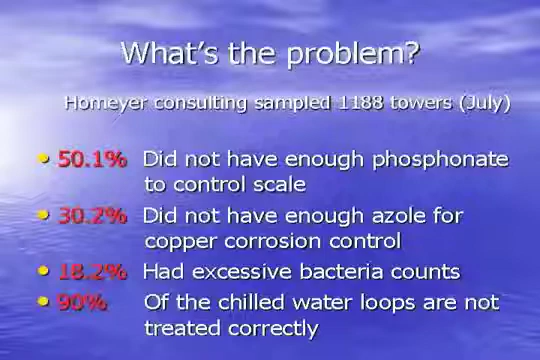 What's the problem?
Homeyer consulting sampled 1188 towers (July)
• 50.1% Did not have enough phosphonate
to control scale
• 30.2% Did not have enough azole for
copper corrosion control
• 18.2% Had excessive bacteria counts
• 90% Of the chilled water loops are not
treated correctly